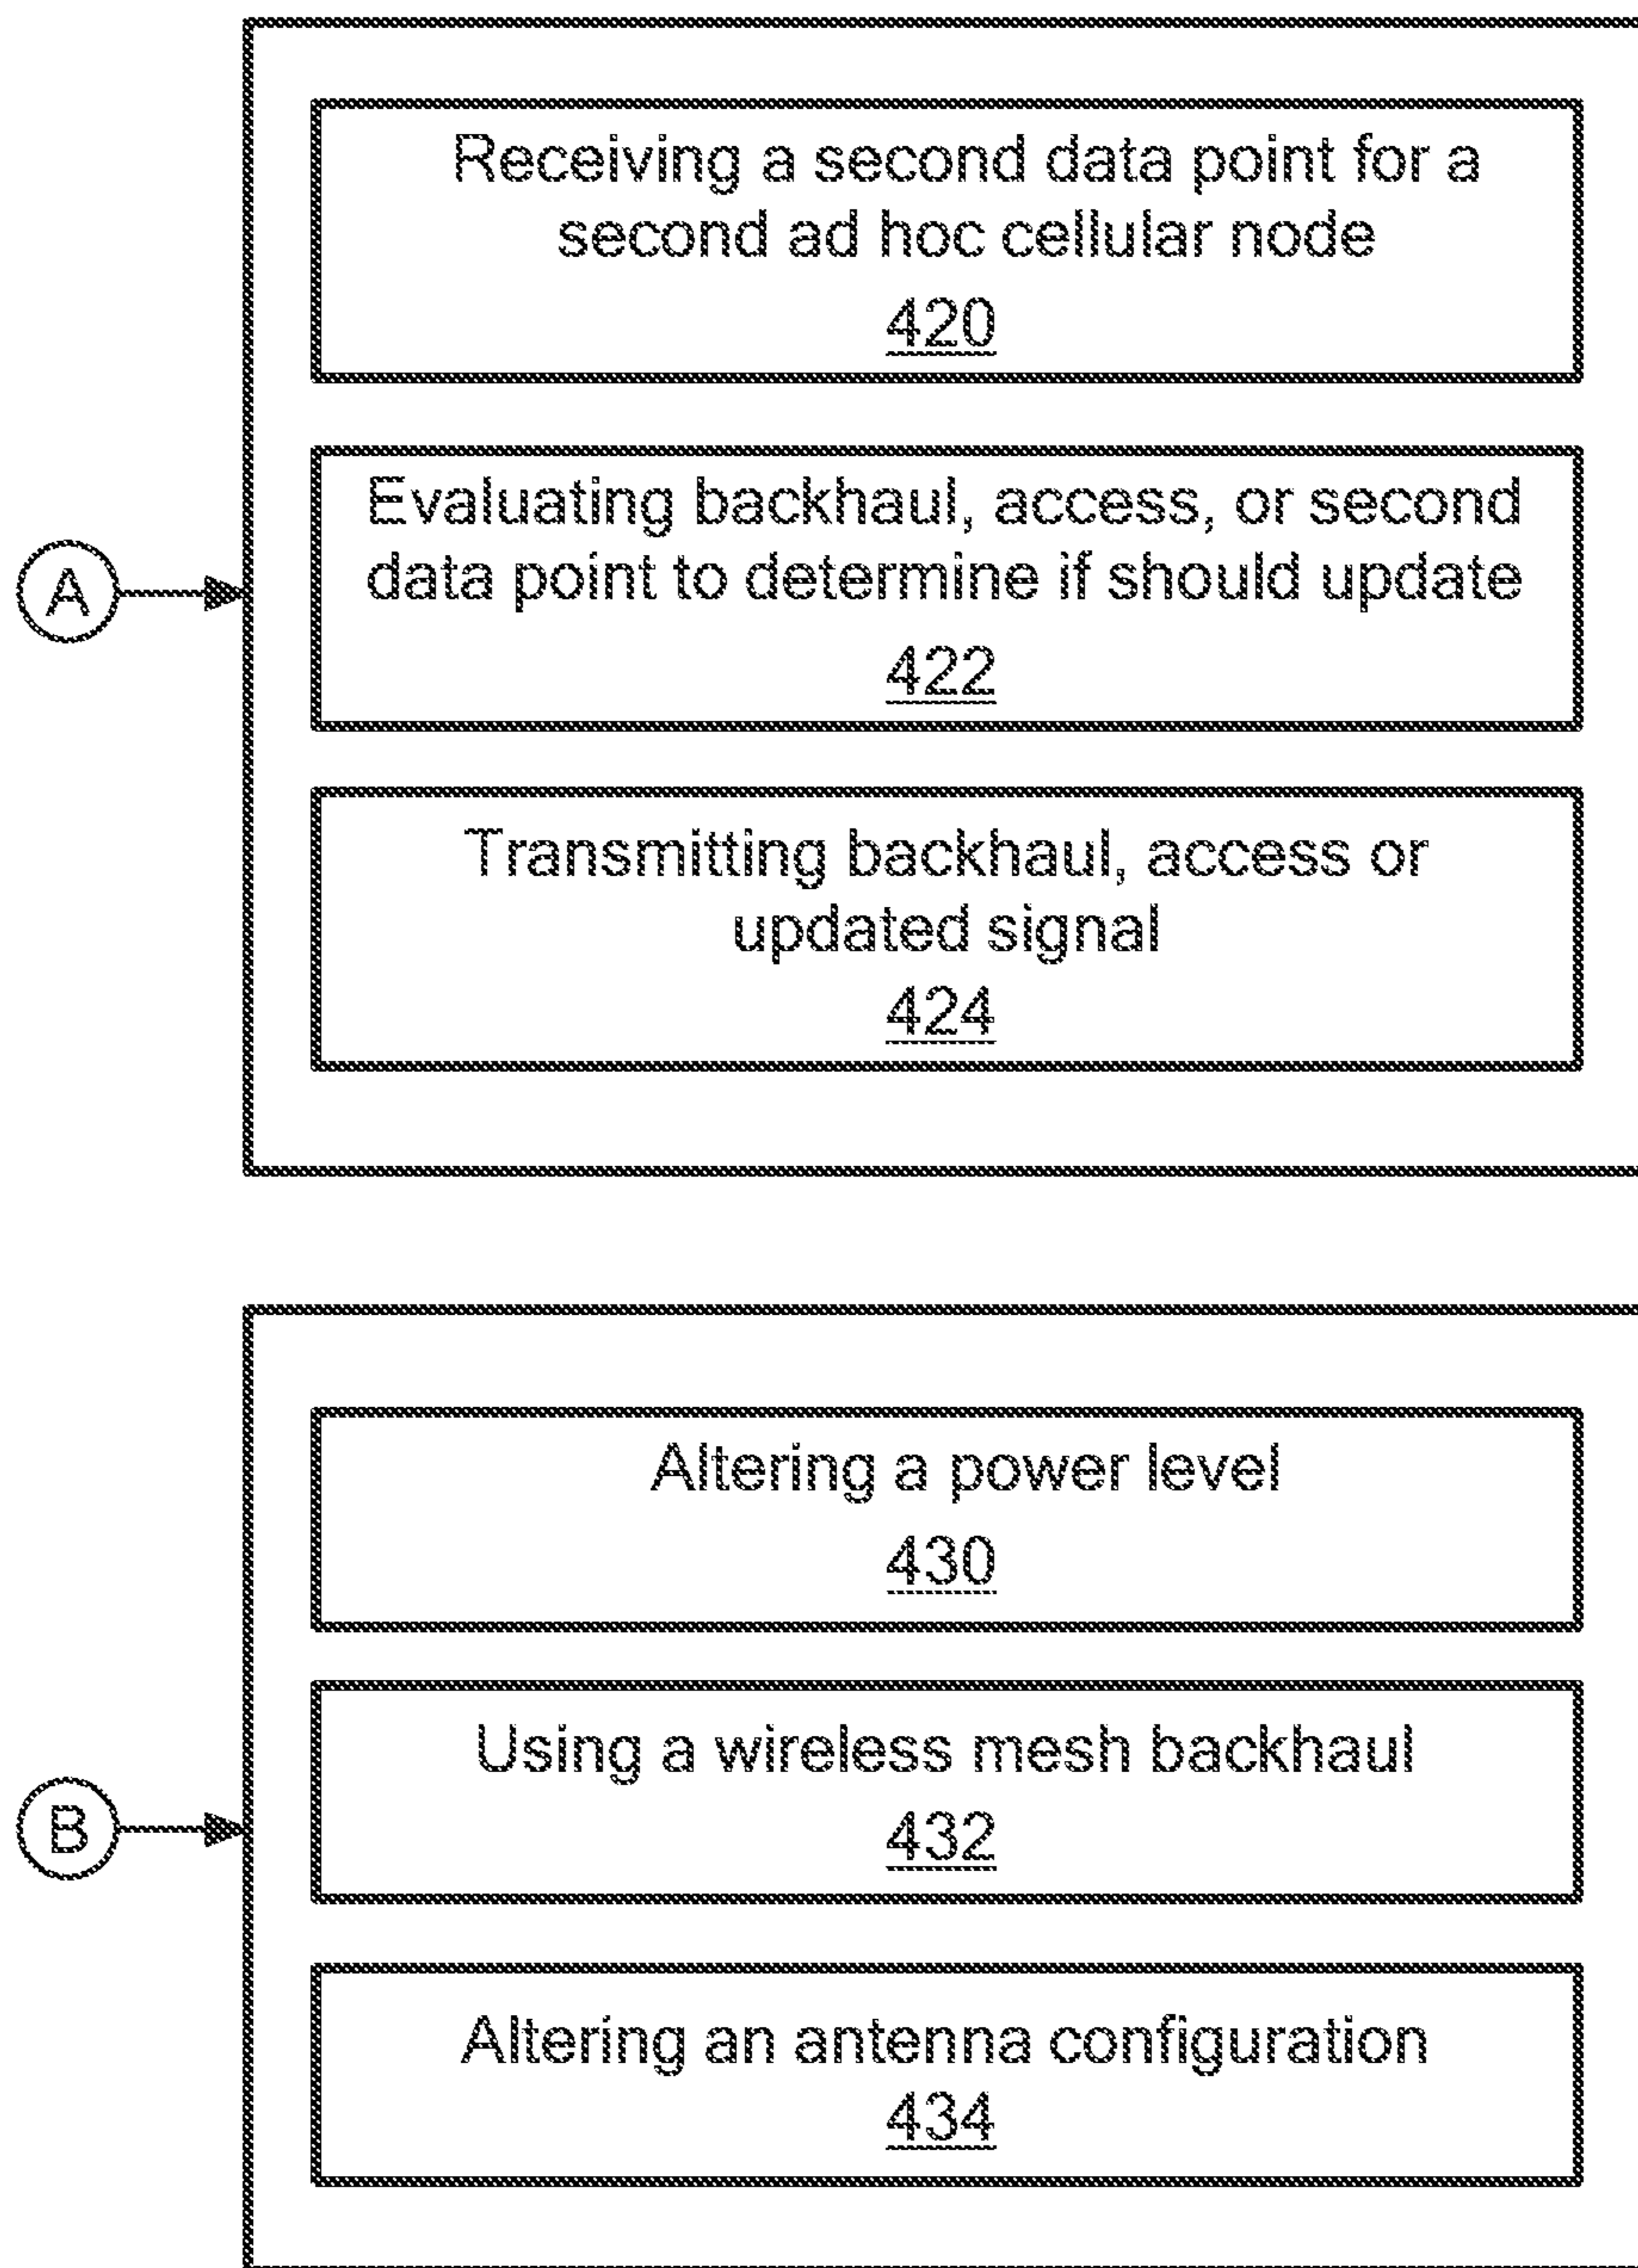 Receiving a second data point for a
second ad hoc cellular node
420
A
Evaluating backhaul, access, or second
data point to determine if should update
422
Transmitting backhaul, access or
updated signal
424
Altering a power level
430
B
Using a wireless mesh backhaul
432
Altering an antenna configuration
434